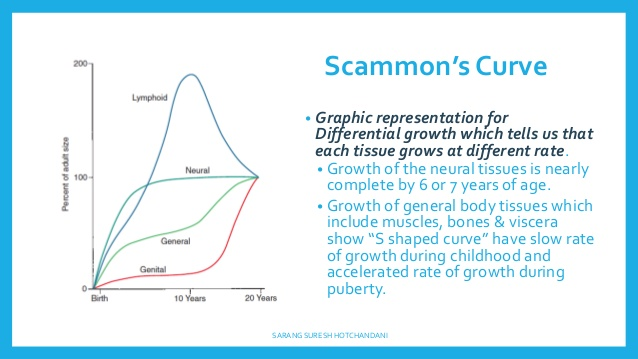 Scammon's Curve
200
Lymphoid
Neural
100
General
Genital
0
Percent of adult size
Birth
10 Years
20 Years
• Graphic representation for
Differential growth which tells us that
each tissue grows at different rate.
• Growth of the neural tissues is nearly
complete by 6 or 7 years of age.
• Growth of general body tissues which
include muscles, bones & viscera
show “S shaped curve” have slow rate
of growth during childhood and
accelerated rate of growth during
puberty.
SARANG SURESH HOTCHANDANI